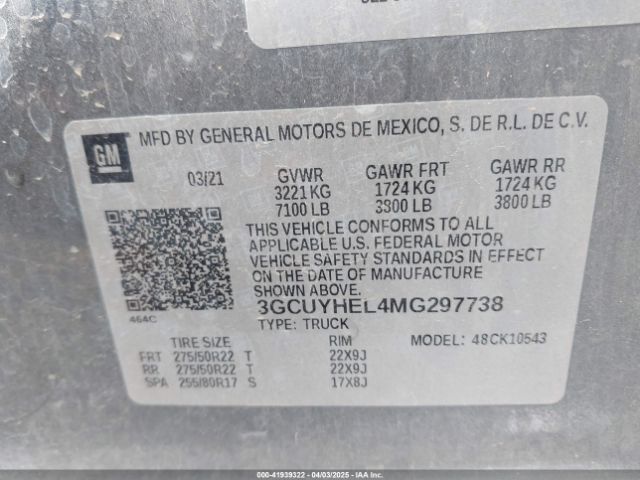 GM
MFD BY GENERAL MOTORS DE MEXICO, S. DE R.L. DE C.V.
03/21 GVWR GAWR FRT GAWR RR
3221 KG 1724 KG 1724 KG
7100 LB 3800 LB 3800 LB
THIS VEHICLE CONFORMS TO ALL
APPLICABLE U.S. FEDERAL MOTOR
VEHICLE SAFETY STANDARDS IN EFFECT
ON THE DATE OF MANUFACTURE
SHOWN ABOVE.
3GCUYHEL4MG297738
464C
TYPE: TRUCK MODEL: 48CK10543
TIRE SIZE RIM
FRT 275/50R22 T 22X9J
RR 275/50R22 T 22X9J
SPA 255/80R17 S 17X8J
000-41939322 - 04/03/2025 - IAAI.COM